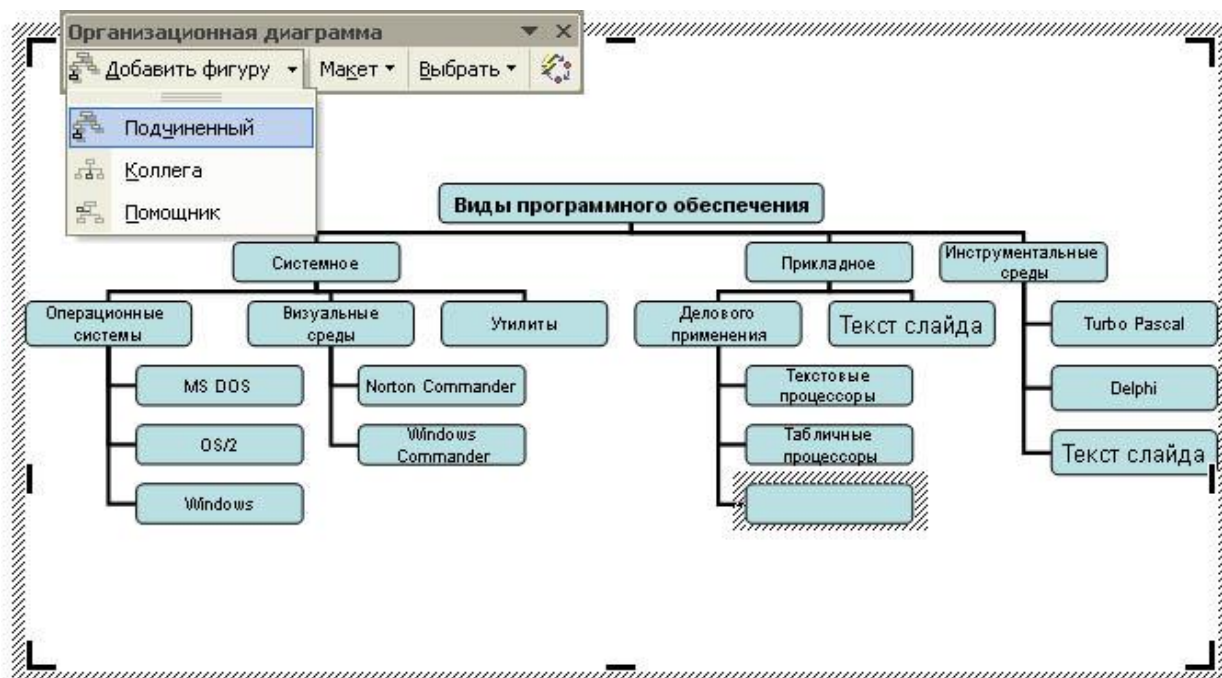 Организационная диаграмма
Добавить фигуру Макет Выбрать
Подчиненный
Коллега
Помощник
Виды программного обеспечения
Системное
Прикладное
Инструментальные
среды
Операционные
системы
Визуальные
среды
Утилиты
Делового
применения
Текст слайда
Turbo Pascal
MS DOS
Norton Commander
Текстовые
процессоры
Delphi
OS/2
Windows
Commander
Табличные
процессоры
Текст слайда
Windows